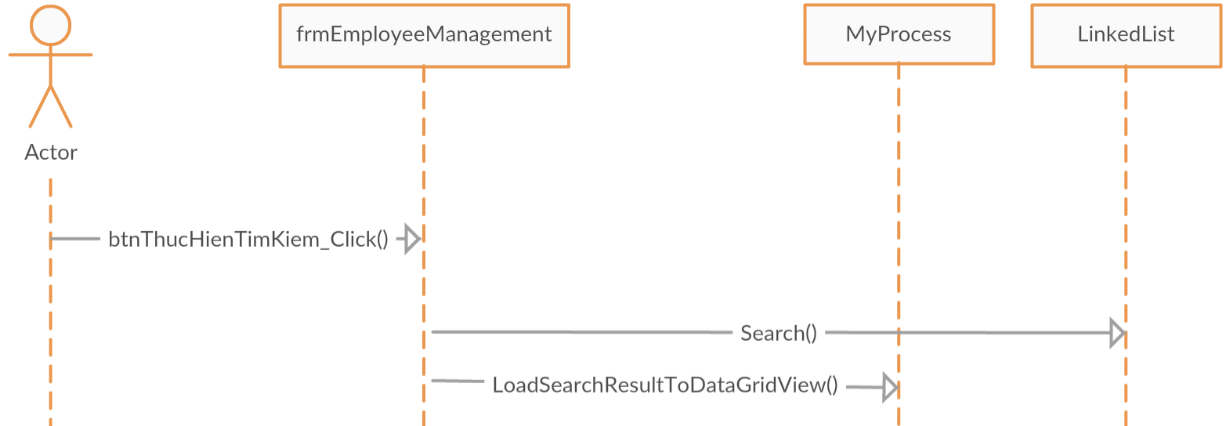 frmEmployeeManagement
MyProcess
LinkedList
Actor
btnThucHienTimKiem_Click()
Search()
LoadSearchResultToDataGridView()